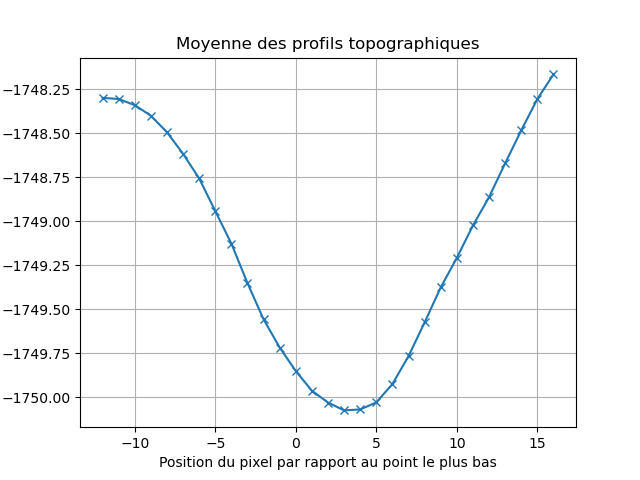 Moyenne des profils topographiques
−1748.25
−1748.50
−1748.75
−1749.00
−1749.25
−1749.50
−1749.75
−1750.00
−10 −5 0 5 10 15
Position du pixel par rapport au point le plus bas